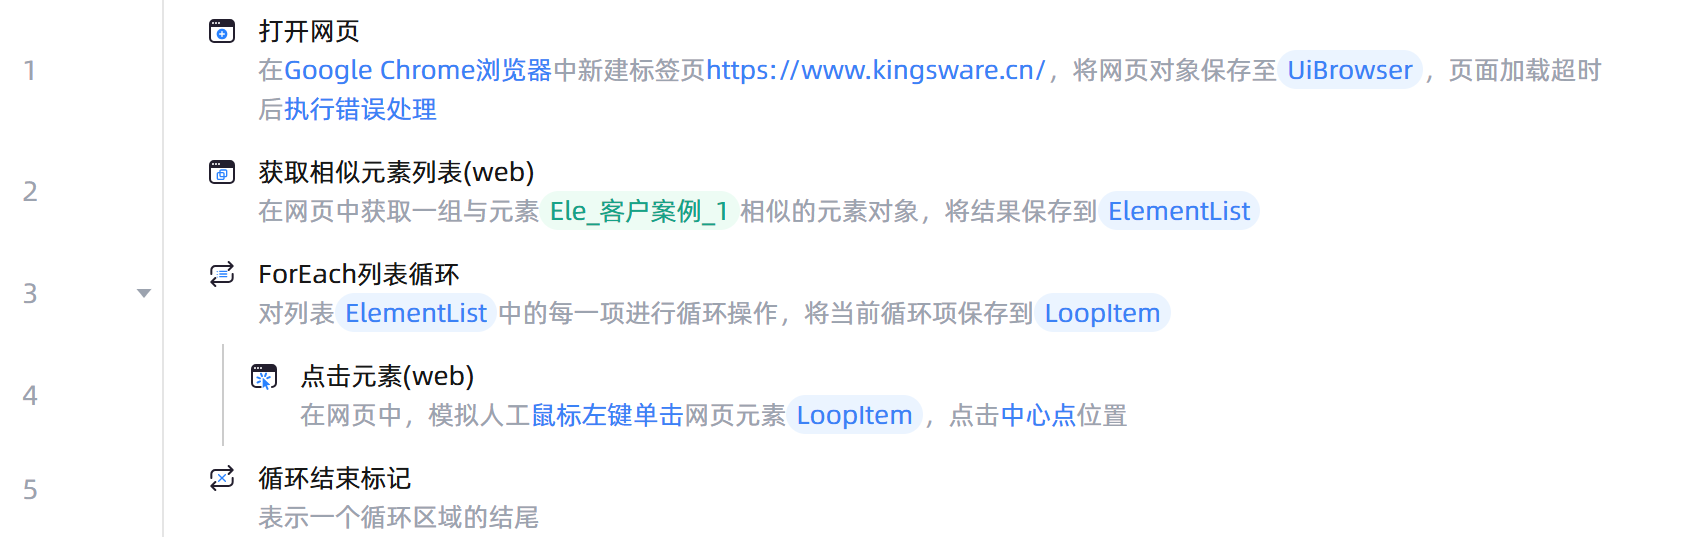 打开网页
1
在Google Chrome浏览器中新建标签页https://www.kingsware.cn/，将网页对象保存至 UiBrowser ，页面加载超时
后执行错误处理
获取相似元素列表(web)
2
在网页中获取一组与元素 Ele_客户案例_1 相似的元素对象，将结果保存到 ElementList
ForEach列表循环
3
对列表 ElementList 中的每一项进行循环操作，将当前循环项保存到 LoopItem
点击元素(web)
4
在网页中，模拟人工鼠标左键单击网页元素 LoopItem ，点击中心点位置
循环结束标记
5
表示一个循环区域的结尾